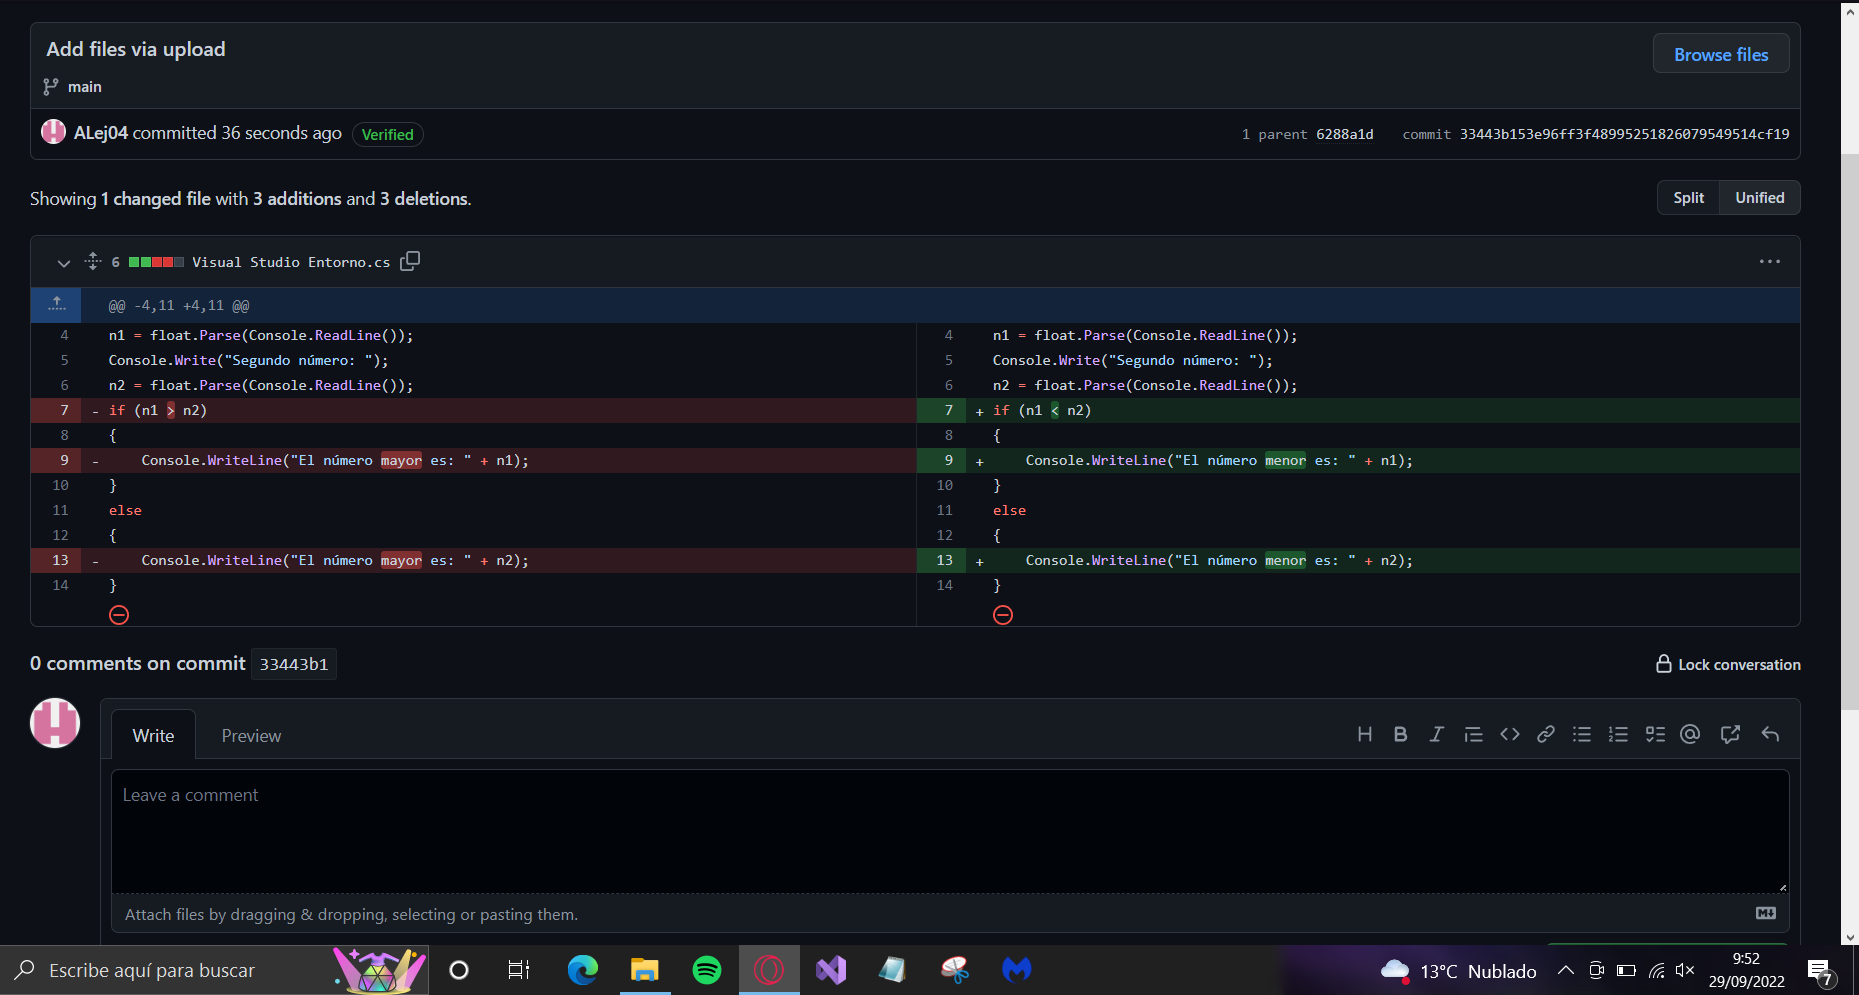 Add files via upload
Browse files
main
ALej04 committed 36 seconds ago Verified
1 parent 6288a1d commit 33443b153e96ff3f48995251826079549514cf19
Showing 1 changed file with 3 additions and 3 deletions.
Split Unified
6 Visual Studio Entorno.cs
@@ -4,11 +4,11 @@
4 n1 = float.Parse(Console.ReadLine());
5 Console.Write("Segundo número: ");
6 n2 = float.Parse(Console.ReadLine());
7 - if (n1 > n2)
8 {
9 - Console.WriteLine("El número mayor es: " + n1);
10 }
11 else
12 {
13 - Console.WriteLine("El número mayor es: " + n2);
14 }
4 n1 = float.Parse(Console.ReadLine());
5 Console.Write("Segundo número: ");
6 n2 = float.Parse(Console.ReadLine());
7 + if (n1 < n2)
8 {
9 + Console.WriteLine("El número menor es: " + n1);
10 }
11 else
12 {
13 + Console.WriteLine("El número menor es: " + n2);
14 }
0 comments on commit 33443b1
Lock conversation
Write Preview
Leave a comment
Attach files by dragging & dropping, selecting or pasting them.
Escribe aquí para buscar
13°C Nublado
9:52
29/09/2022
7